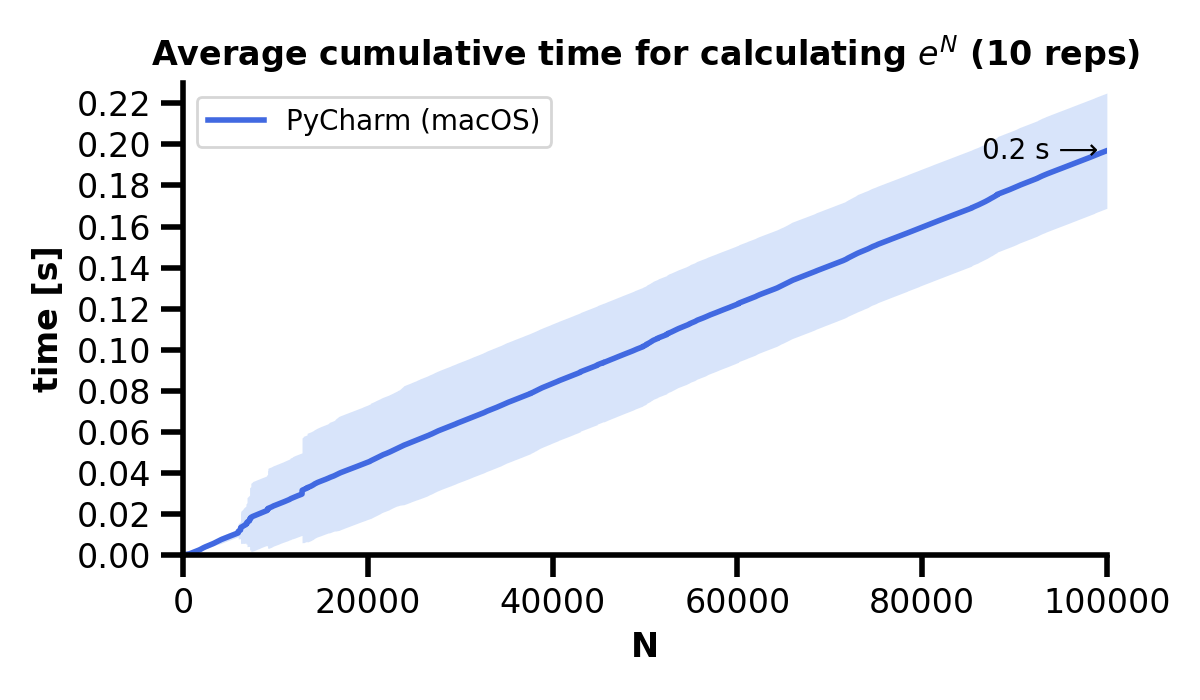 Average cumulative time for calculating e^N (10 reps)
PyCharm (macOS)
0.2 s ⟶
time [s]
0.22
0.20
0.18
0.16
0.14
0.12
0.10
0.08
0.06
0.04
0.02
0.00
0 20000 40000 60000 80000 100000
N